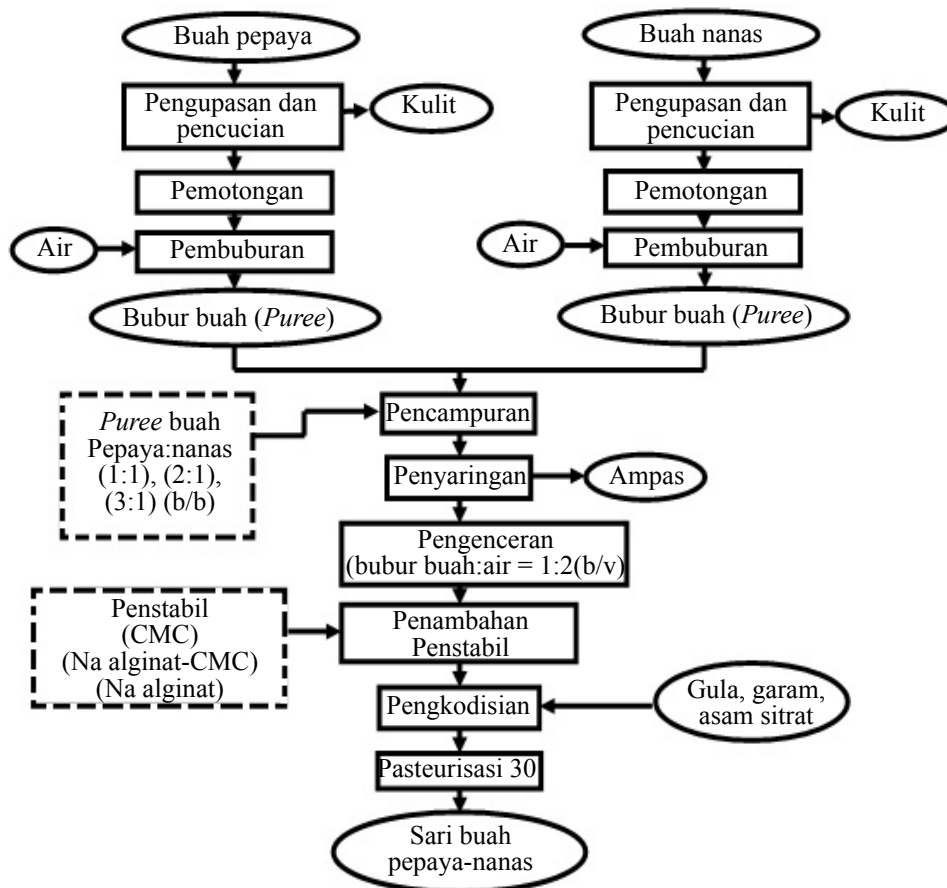 Buah pepaya
Pengupasan dan
pencucian
Kulit
Pemotongan
Air
Pembuburan
Bubur buah (Puree)
Buah nanas
Pengupasan dan
pencucian
Kulit
Pemotongan
Air
Pembuburan
Bubur buah (Puree)
Puree buah
Pepaya:nanas
(1:1), (2:1),
(3:1) (b/b)
Pencampuran
Penyaringan
Ampas
Pengenceran
(bubur buah:air = 1:2(b/v)
Penstabil
(CMC)
(Na alginat-CMC)
(Na alginat)
Penambahan
Penstabil
Pengkodisian
Gula, garam,
asam sitrat
Pasteurisasi 30
Sari buah
pepaya-nanas